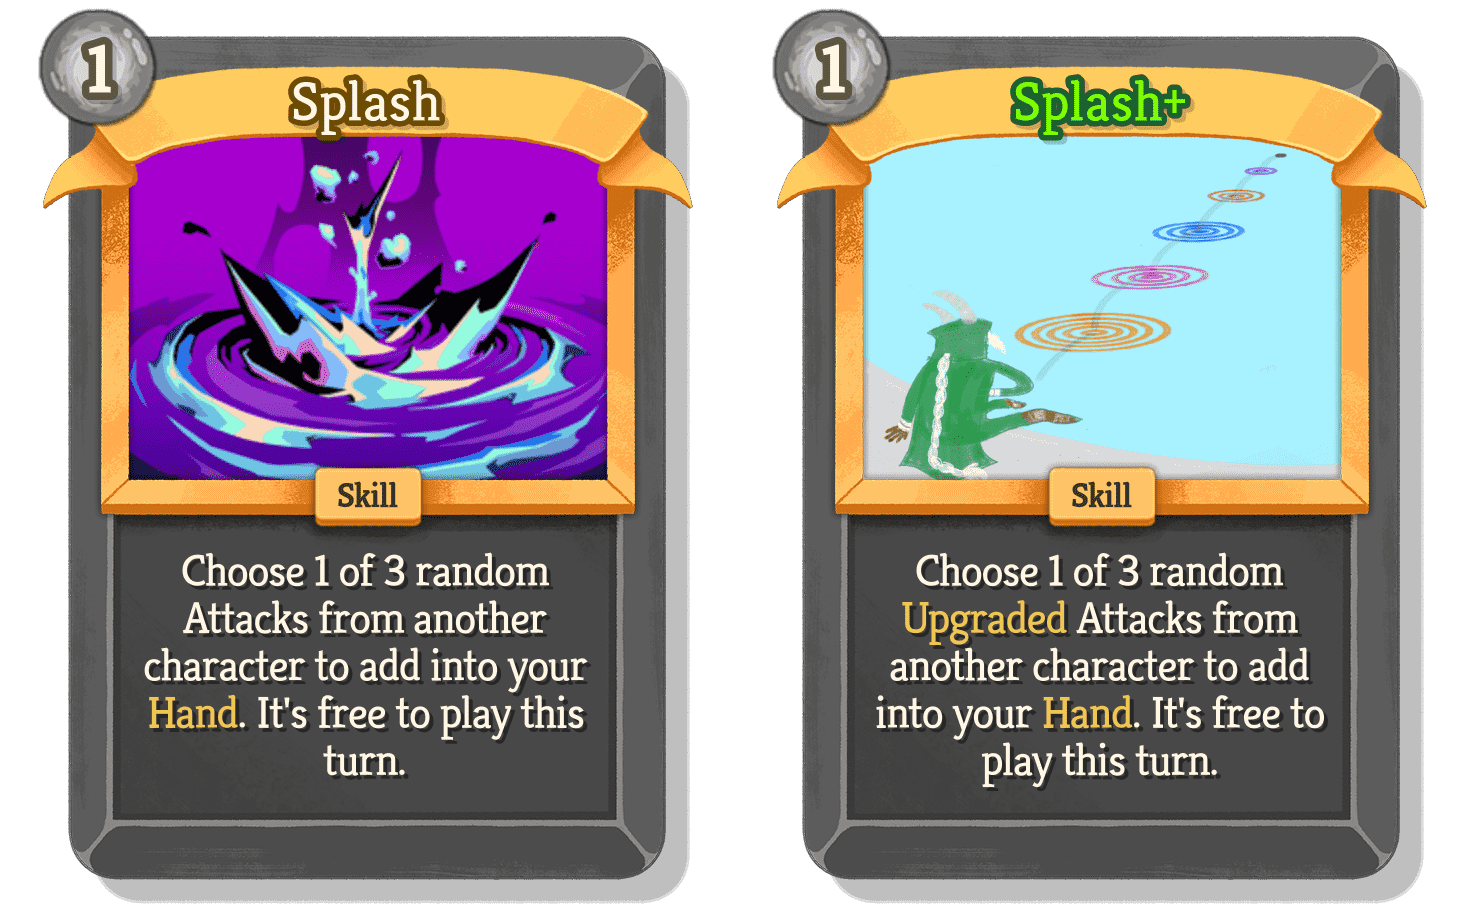 1
Splash
Skill
Choose 1 of 3 random
Attacks from another
character to add into your
Hand. It's free to play this
turn.
1
Splash+
Skill
Choose 1 of 3 random
Upgraded Attacks from
another character to add
into your Hand. It's free to
play this turn.